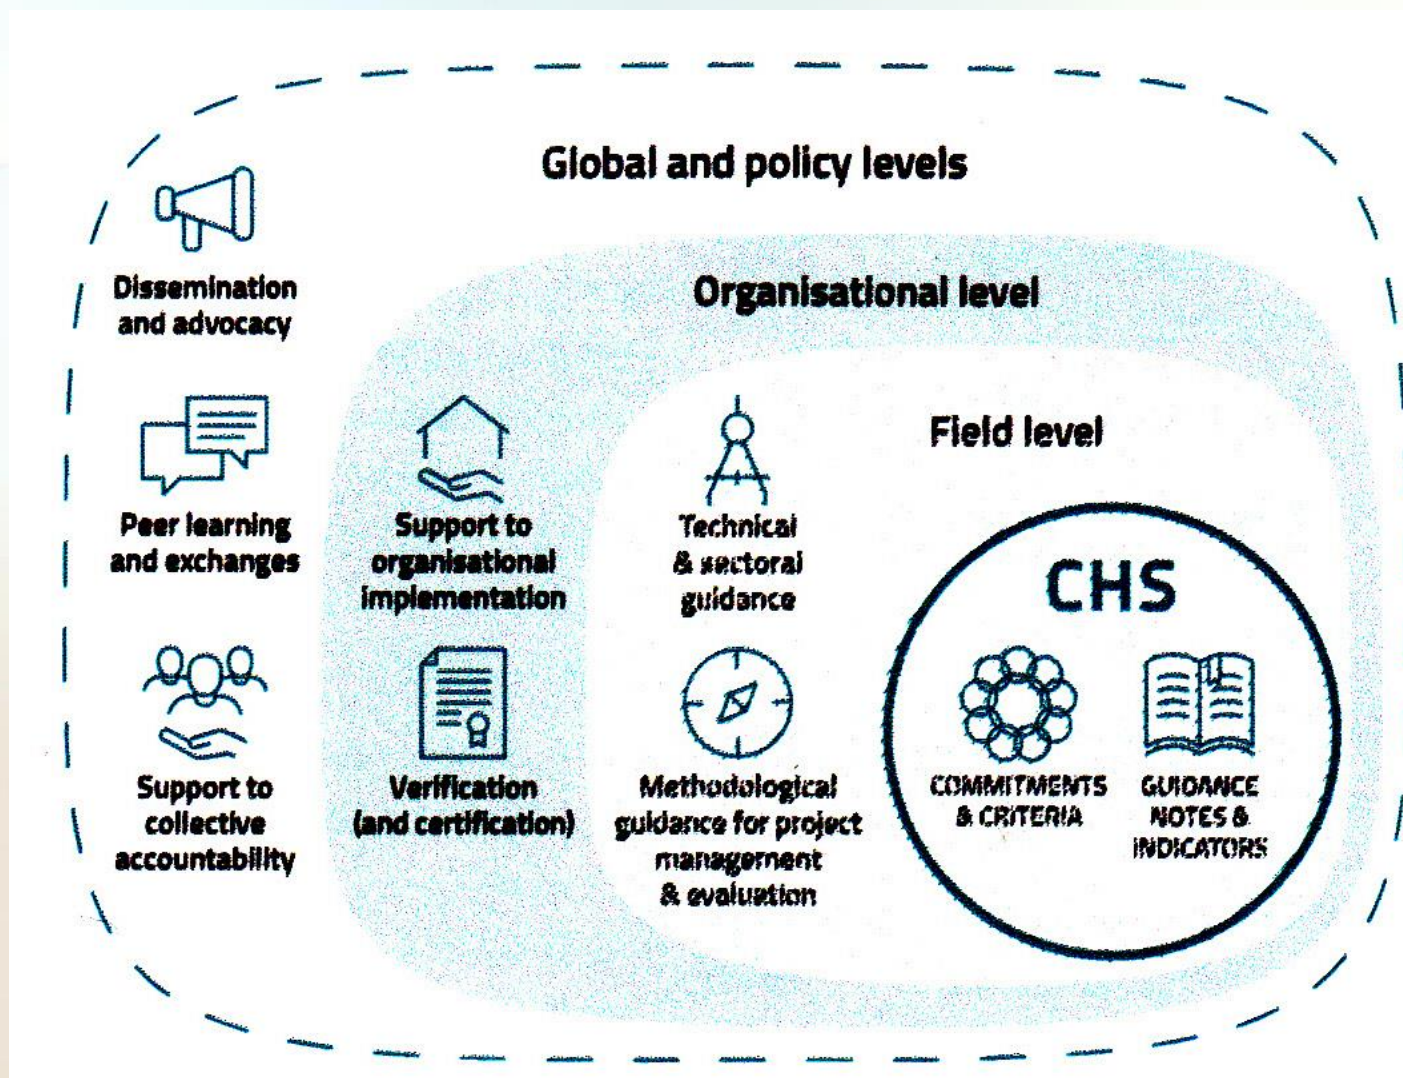 Global and policy levels
Dissemination
and advocacy
Organisational level
Peer learning
and exchanges
Support to
organisational
implementation
Technical
& sectoral
guidance
Field level
CHS
Support to
collective
accountability
Verification
(and certification)
Methodological
guidance for project
management
& evaluation
COMMITMENTS
& CRITERIA
GUIDANCE
NOTES &
INDICATORS